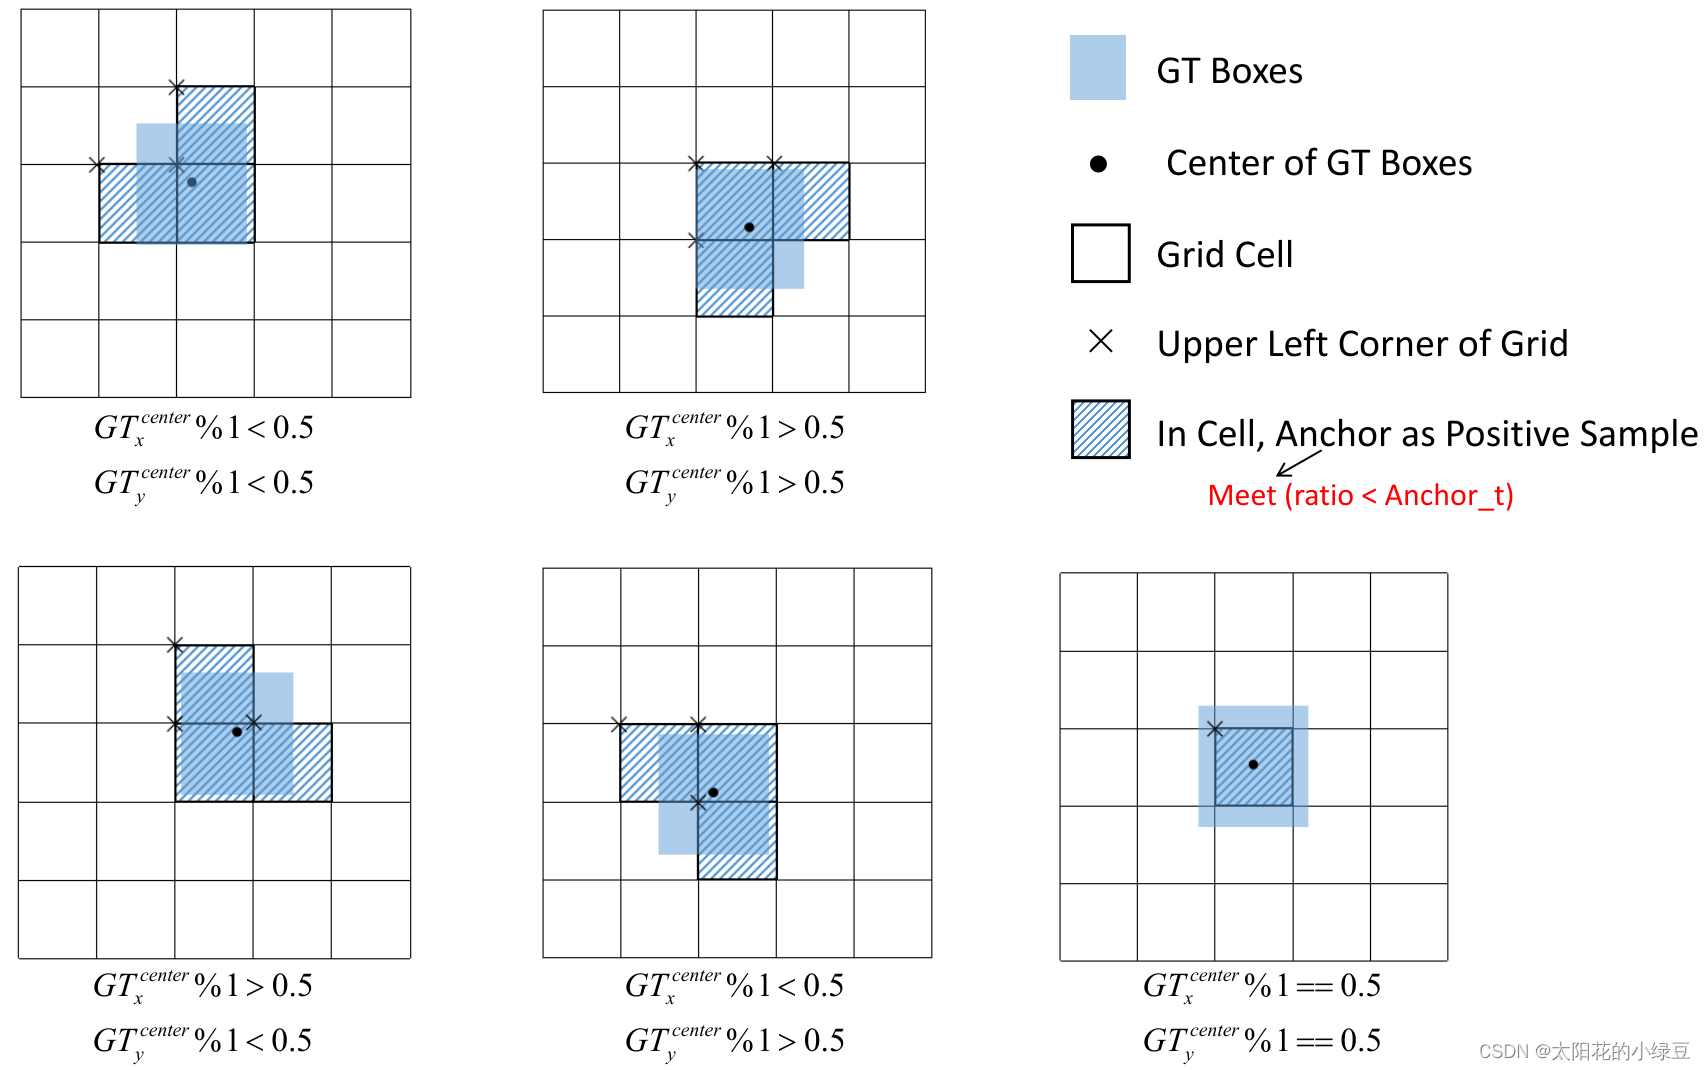 GT Boxes
Center of GT Boxes
Grid Cell
Upper Left Corner of Grid
In Cell, Anchor as Positive Sample
Meet (ratio < Anchor_t)
GT_x^{center} % 1 < 0.5
GT_y^{center} % 1 < 0.5
GT_x^{center} % 1 > 0.5
GT_y^{center} % 1 > 0.5
GT_x^{center} % 1 > 0.5
GT_y^{center} % 1 < 0.5
GT_x^{center} % 1 < 0.5
GT_y^{center} % 1 > 0.5
GT_x^{center} % 1 == 0.5
GT_y^{center} % 1 == 0.5
CSDN @太阳花的小绿豆